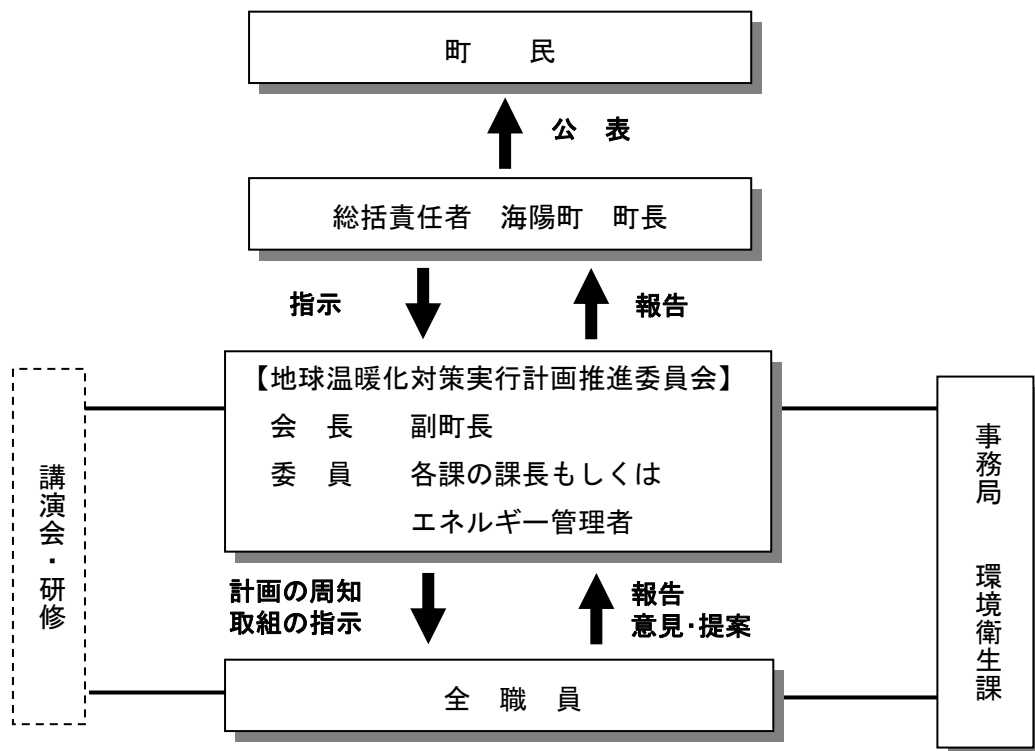 町　　民
公　表
総括責任者　海陽町　町長
指示
報告
【地球温暖化対策実行計画推進委員会】
会　長　　副町長
委　員　　各課の課長もしくは
エネルギー管理者
講演会・研修
事務局　　環境衛生課
計画の周知
取組の指示
報告
意見・提案
全　職　員